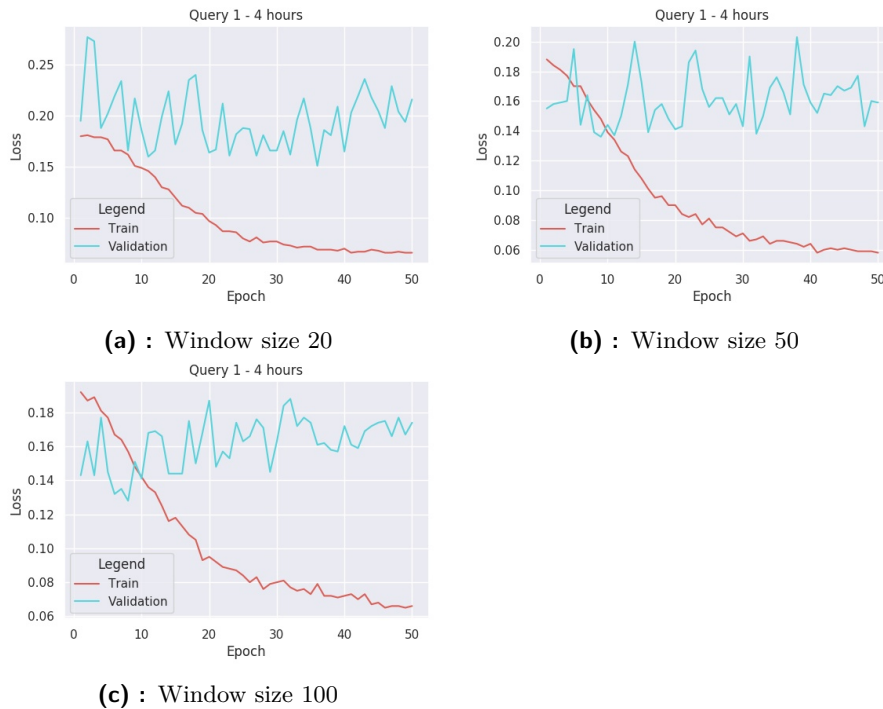 Query 1 - 4 hours
Loss
0.25
0.20
0.15
0.10
Legend
Train
Validation
0 10 20 30 40 50
Epoch
(a) : Window size 20
Query 1 - 4 hours
Loss
0.20
0.18
0.16
0.14
0.12
0.10
0.08
0.06
Legend
Train
Validation
0 10 20 30 40 50
Epoch
(b) : Window size 50
Query 1 - 4 hours
Loss
0.18
0.16
0.14
0.12
0.10
0.08
0.06
Legend
Train
Validation
0 10 20 30 40 50
Epoch
(c) : Window size 100